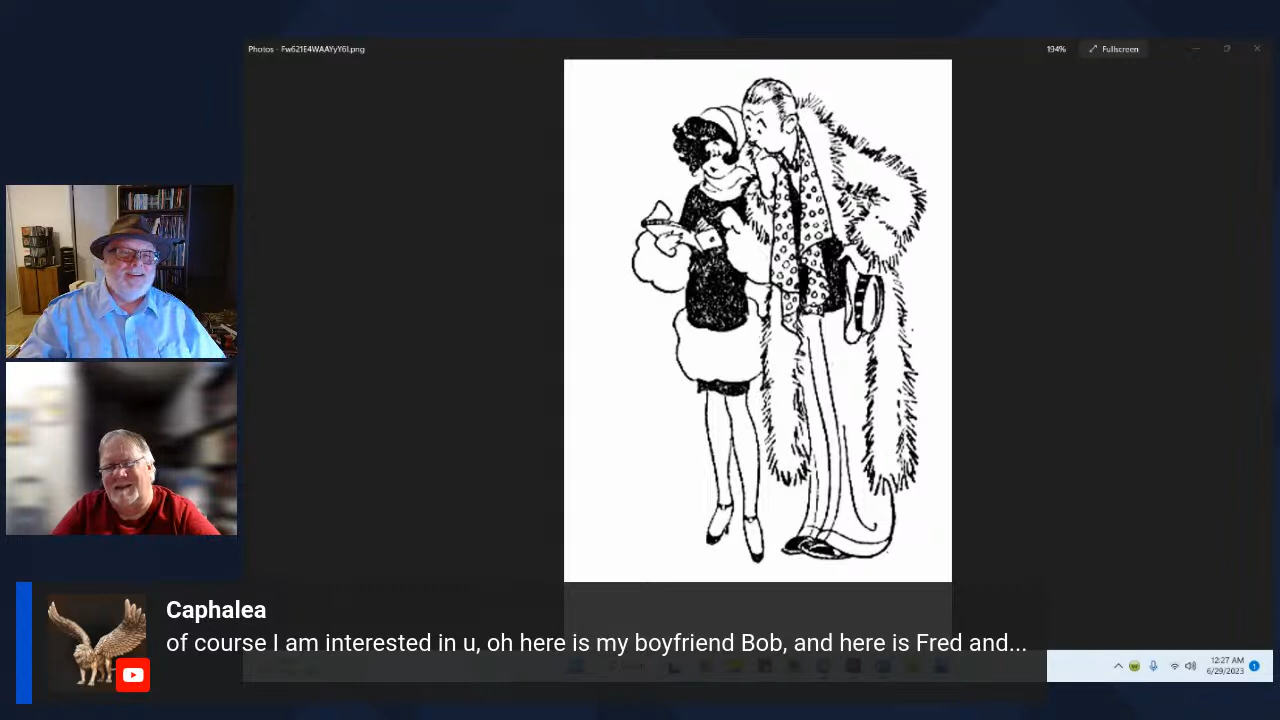 Photos - Fw621E4WAAYyY6I.png
194%
Fullscreen
Caphalea
of course I am interested in u, oh here is my boyfriend Bob, and here is Fred and...
12:27 AM
6/29/2023
1